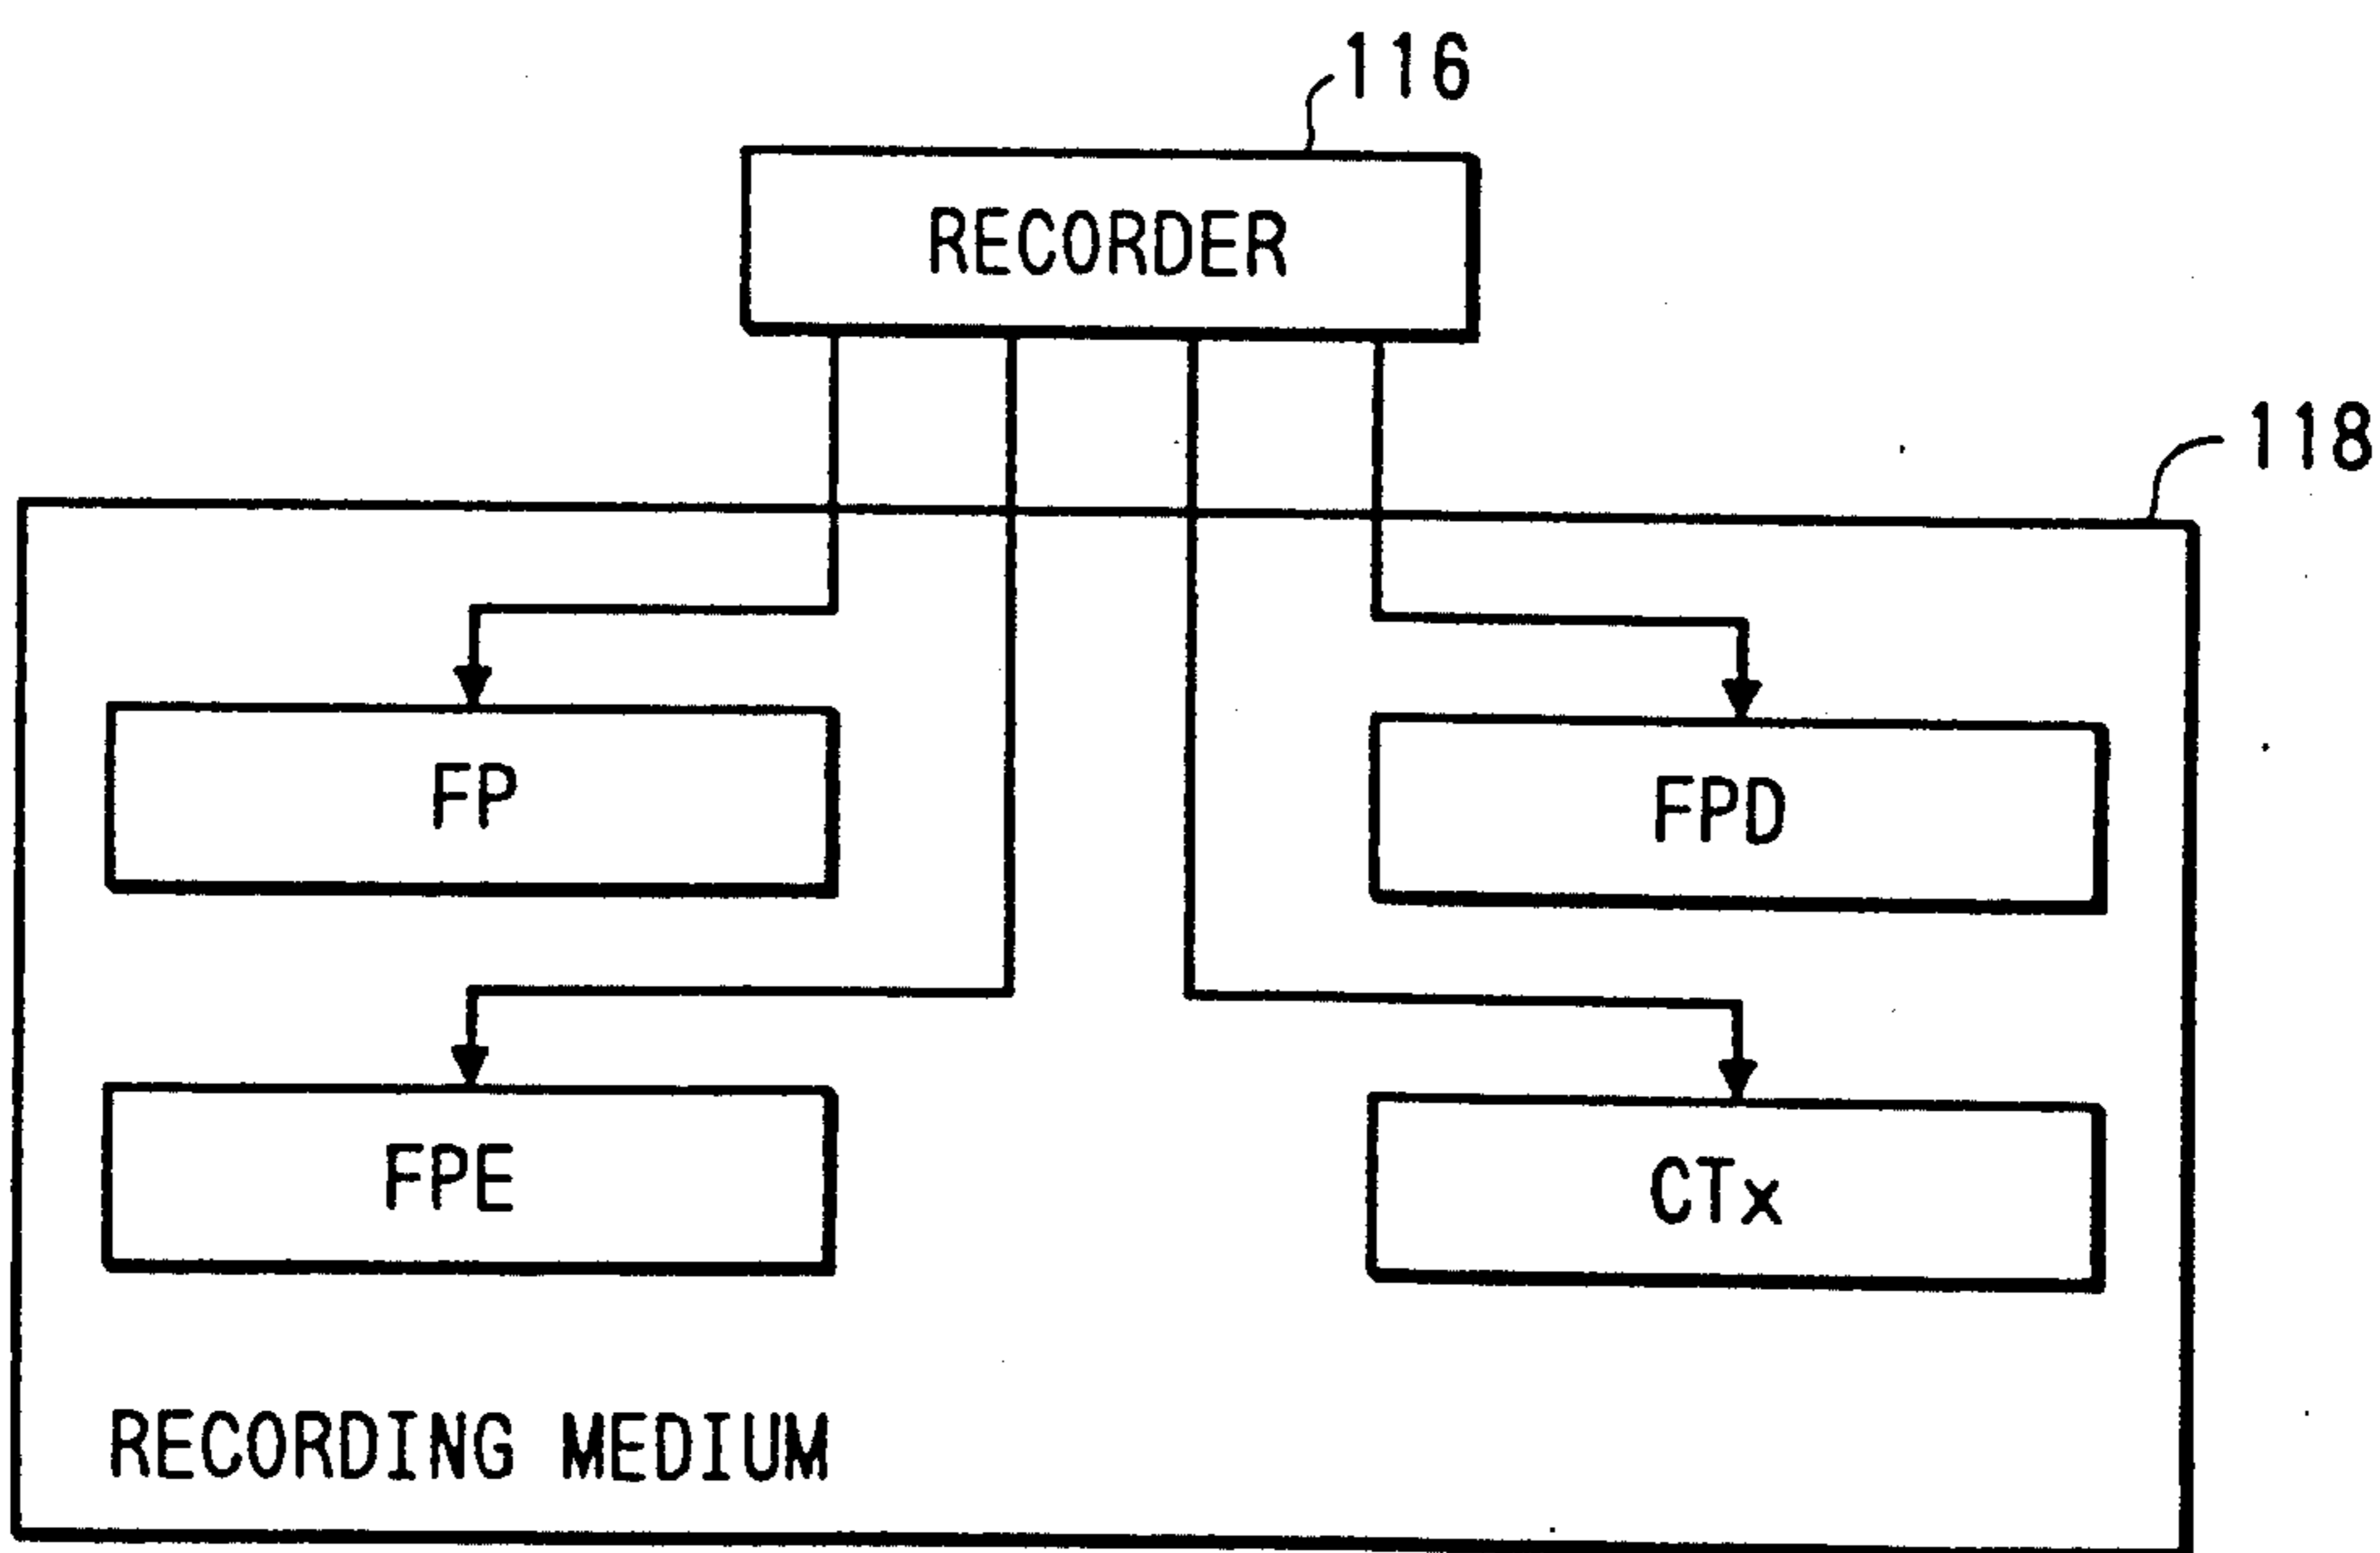 116
RECORDER
118
FP
FPD
FPE
CTx
RECORDING MEDIUM